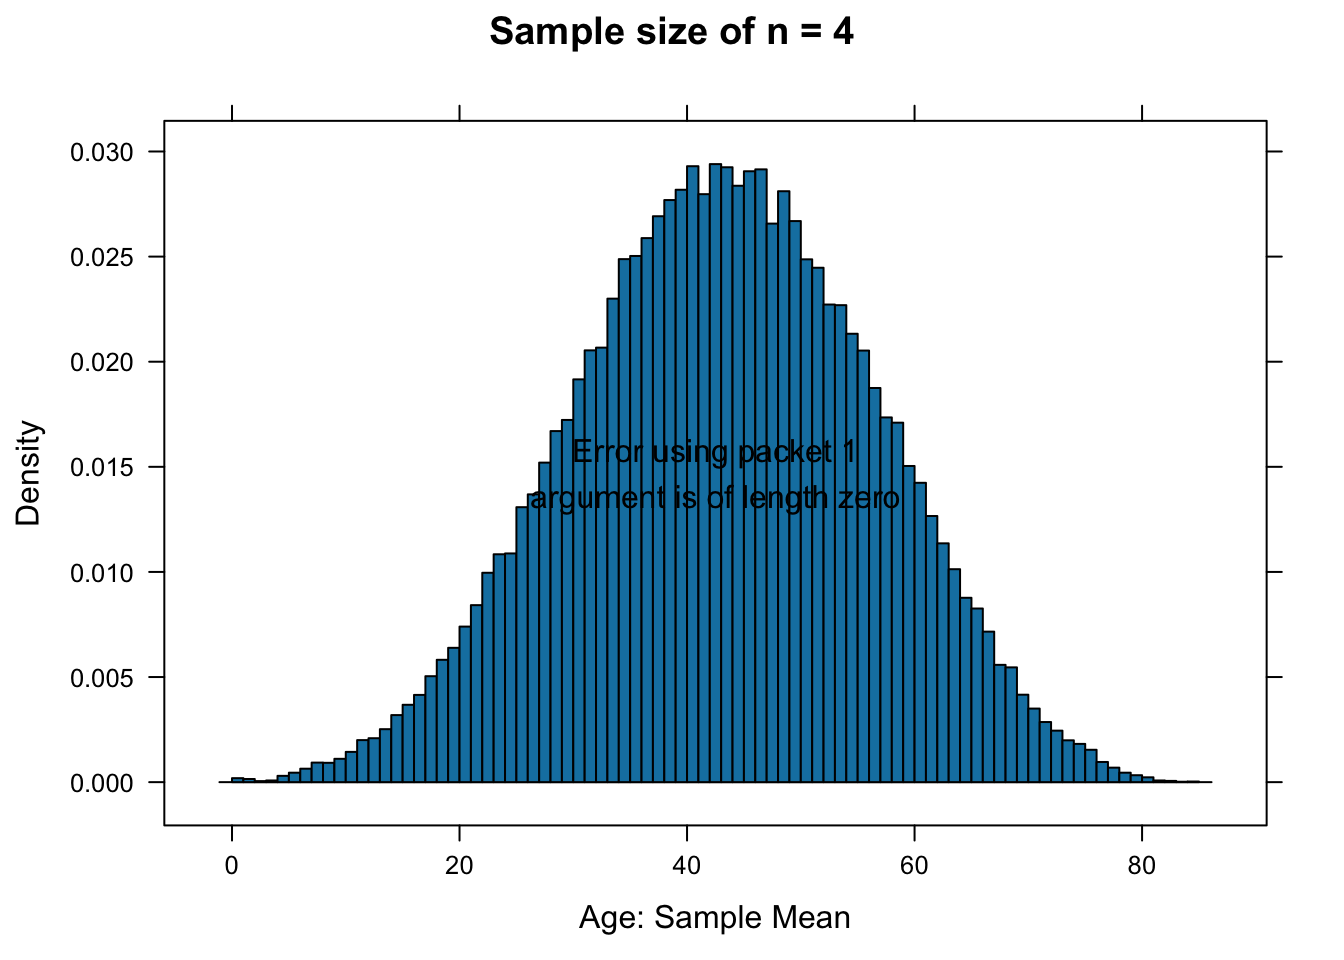 Sample size of n = 4
0.030
0.025
0.020
0.015
0.010
0.005
0.000
Density
Error using packet 1
argument is of length zero
0 20 40 60 80
Age: Sample Mean